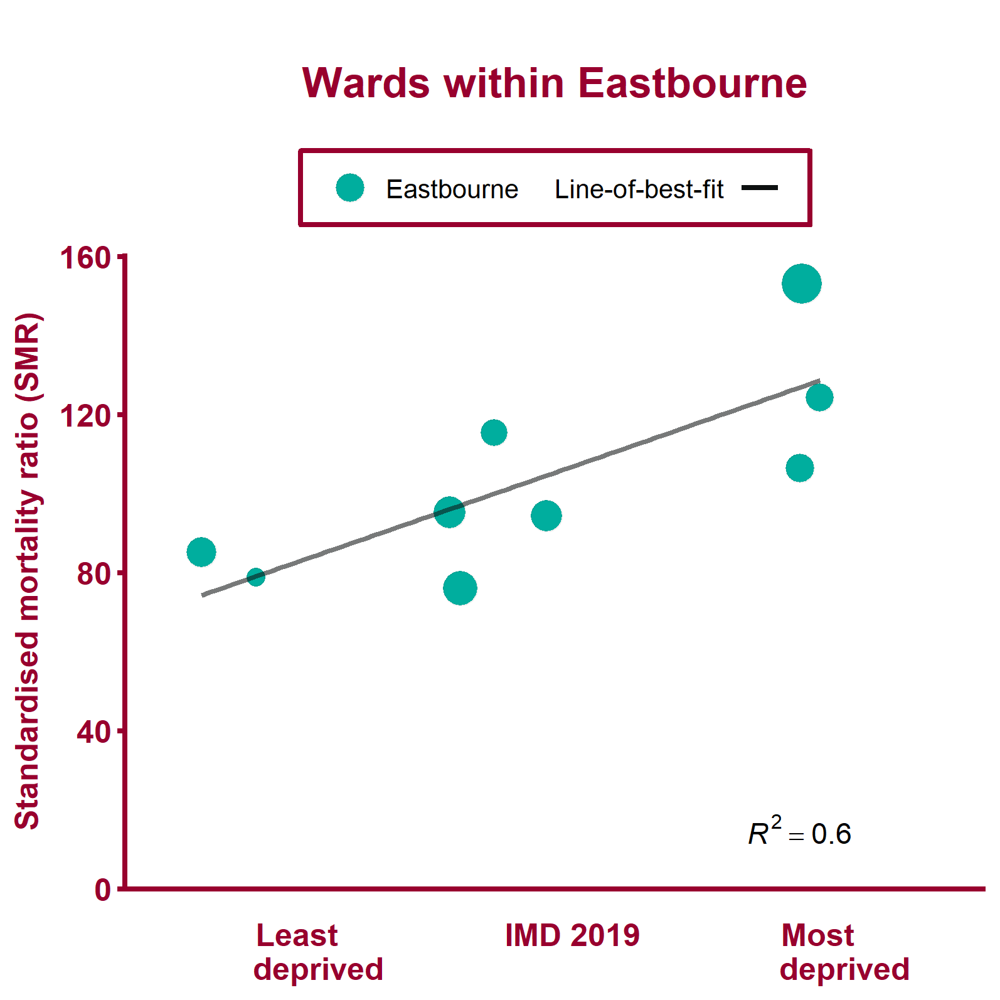 Wards within Eastbourne
Eastbourne Line-of-best-fit
160
120
80
40
0
Standardised mortality ratio (SMR)
R² = 0.6
Least deprived
IMD 2019
Most deprived